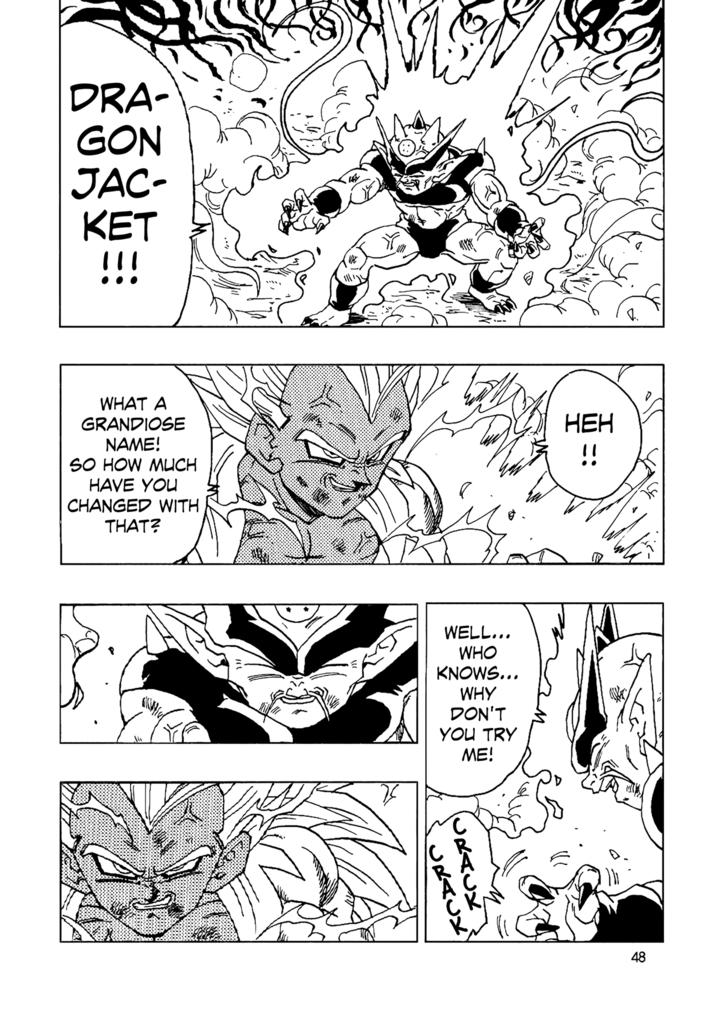 DRA-
GON
JAC-
KET
!!!
HEH
!!
WHAT A
GRANDIOSE
NAME!
SO HOW MUCH
HAVE YOU
CHANGED WITH
THAT?
WELL...
WHO
KNOWS...
WHY
DON'T
YOU TRY
ME!
CRACK
CRACK
48